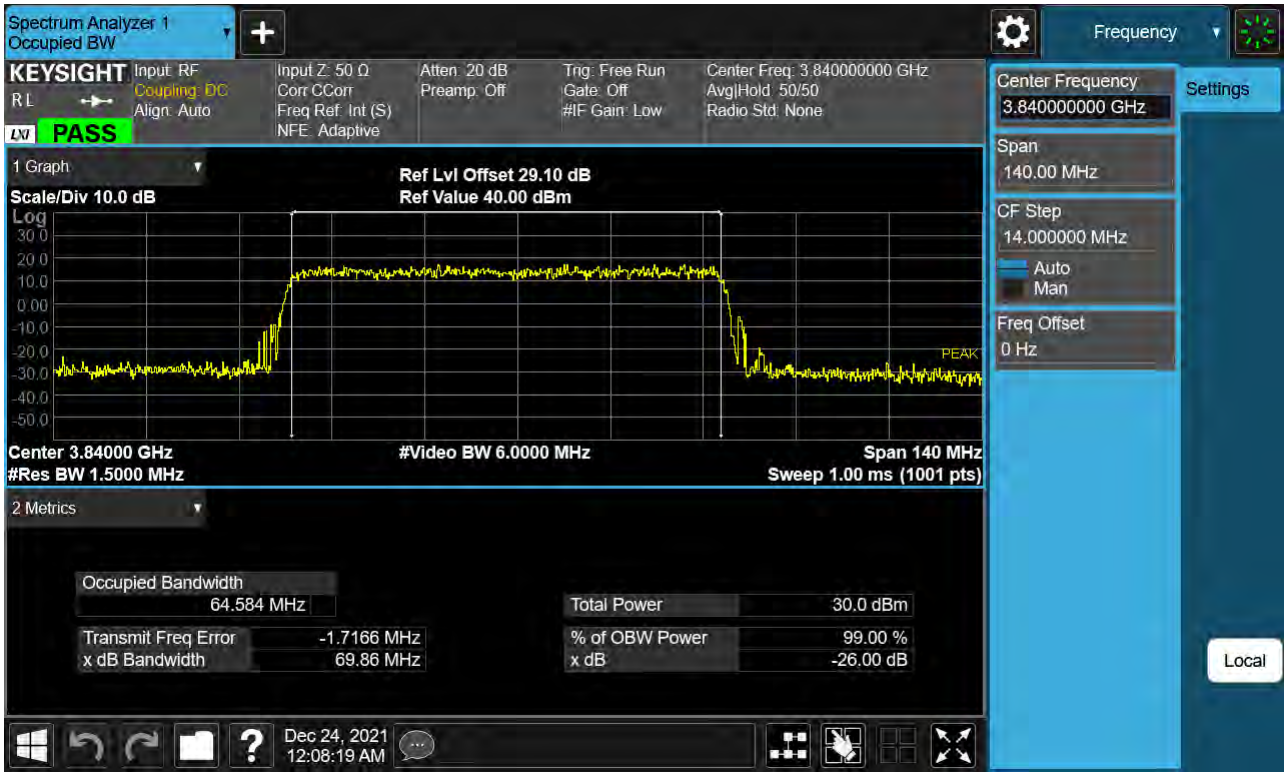 Spectrum Analyzer 1
Occupied BW
+
Frequency
KEYSIGHT
R L
LXI
PASS
Input: RF
Coupling: DC
Align: Auto
Input Z: 50 Ω
Corr CCorr
Freq Ref: Int (S)
NFE: Adaptive
Atten: 20 dB
Preamp: Off
Trig: Free Run
Gate: Off
#IF Gain: Low
Center Freq: 3.840000000 GHz
Avg|Hold: 50/50
Radio Std: None
Center Frequency
3.840000000 GHz
Settings
Span
140.00 MHz
CF Step
14.000000 MHz
Auto
Man
Freq Offset
0 Hz
Local
1 Graph
Scale/Div 10.0 dB
Ref Lvl Offset 29.10 dB
Ref Value 40.00 dBm
Log
30.0
20.0
10.0
0.00
-10.0
-20.0
-30.0
-40.0
-50.0
PEAK
Center 3.84000 GHz
#Video BW 6.0000 MHz
Span 140 MHz
#Res BW 1.5000 MHz
Sweep 1.00 ms (1001 pts)
2 Metrics
Occupied Bandwidth
64.584 MHz
Total Power
30.0 dBm
Transmit Freq Error
-1.7166 MHz
% of OBW Power
99.00 %
x dB Bandwidth
69.86 MHz
x dB
-26.00 dB
?
Dec 24, 2021
12:08:19 AM